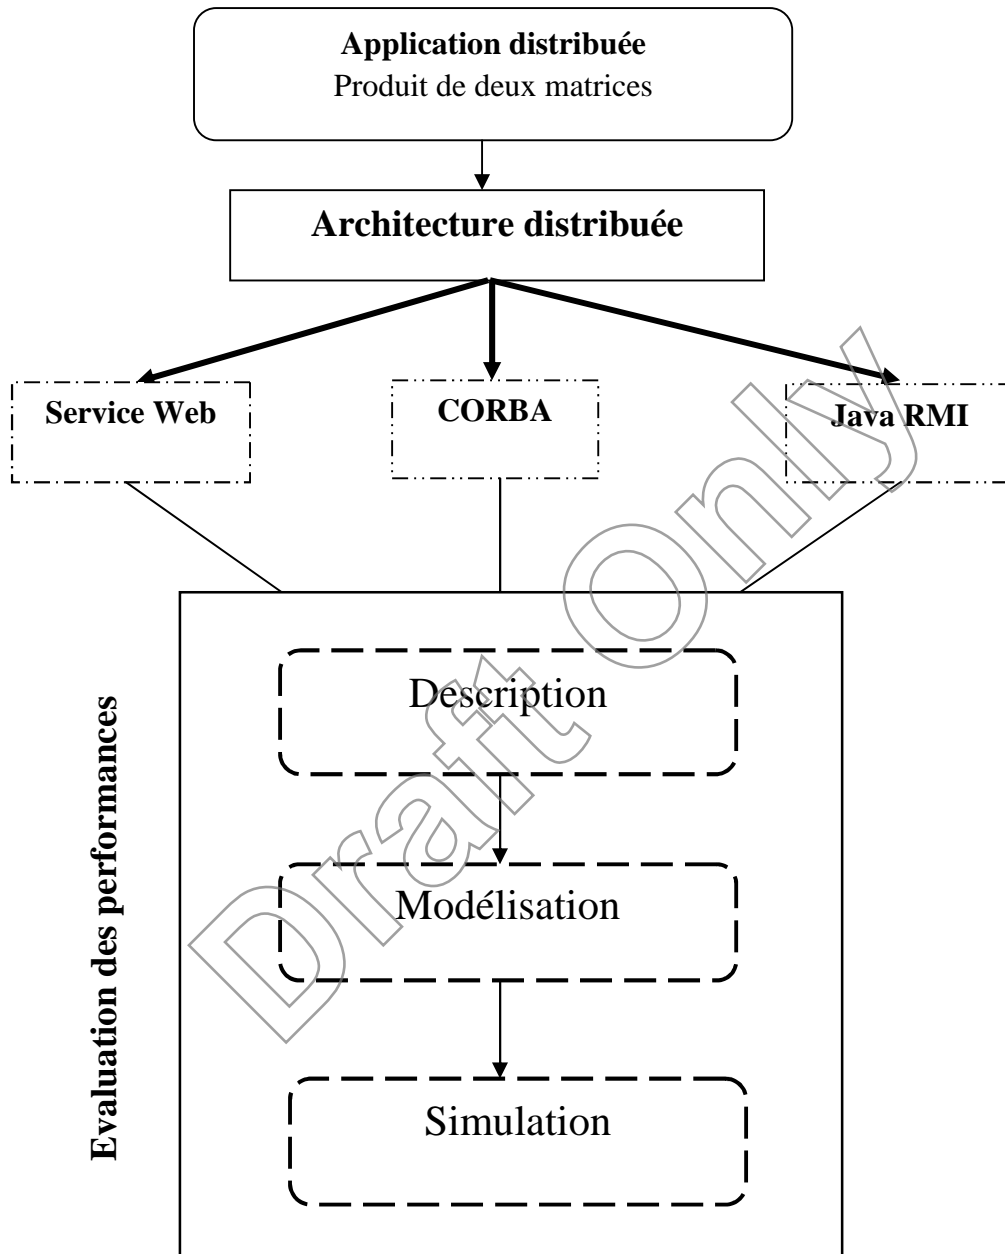 Application distribuée
Produit de deux matrices
Architecture distribuée
Service Web
CORBA
Java RMI
Evaluation des performances
Description
Modélisation
Simulation
Draft Only